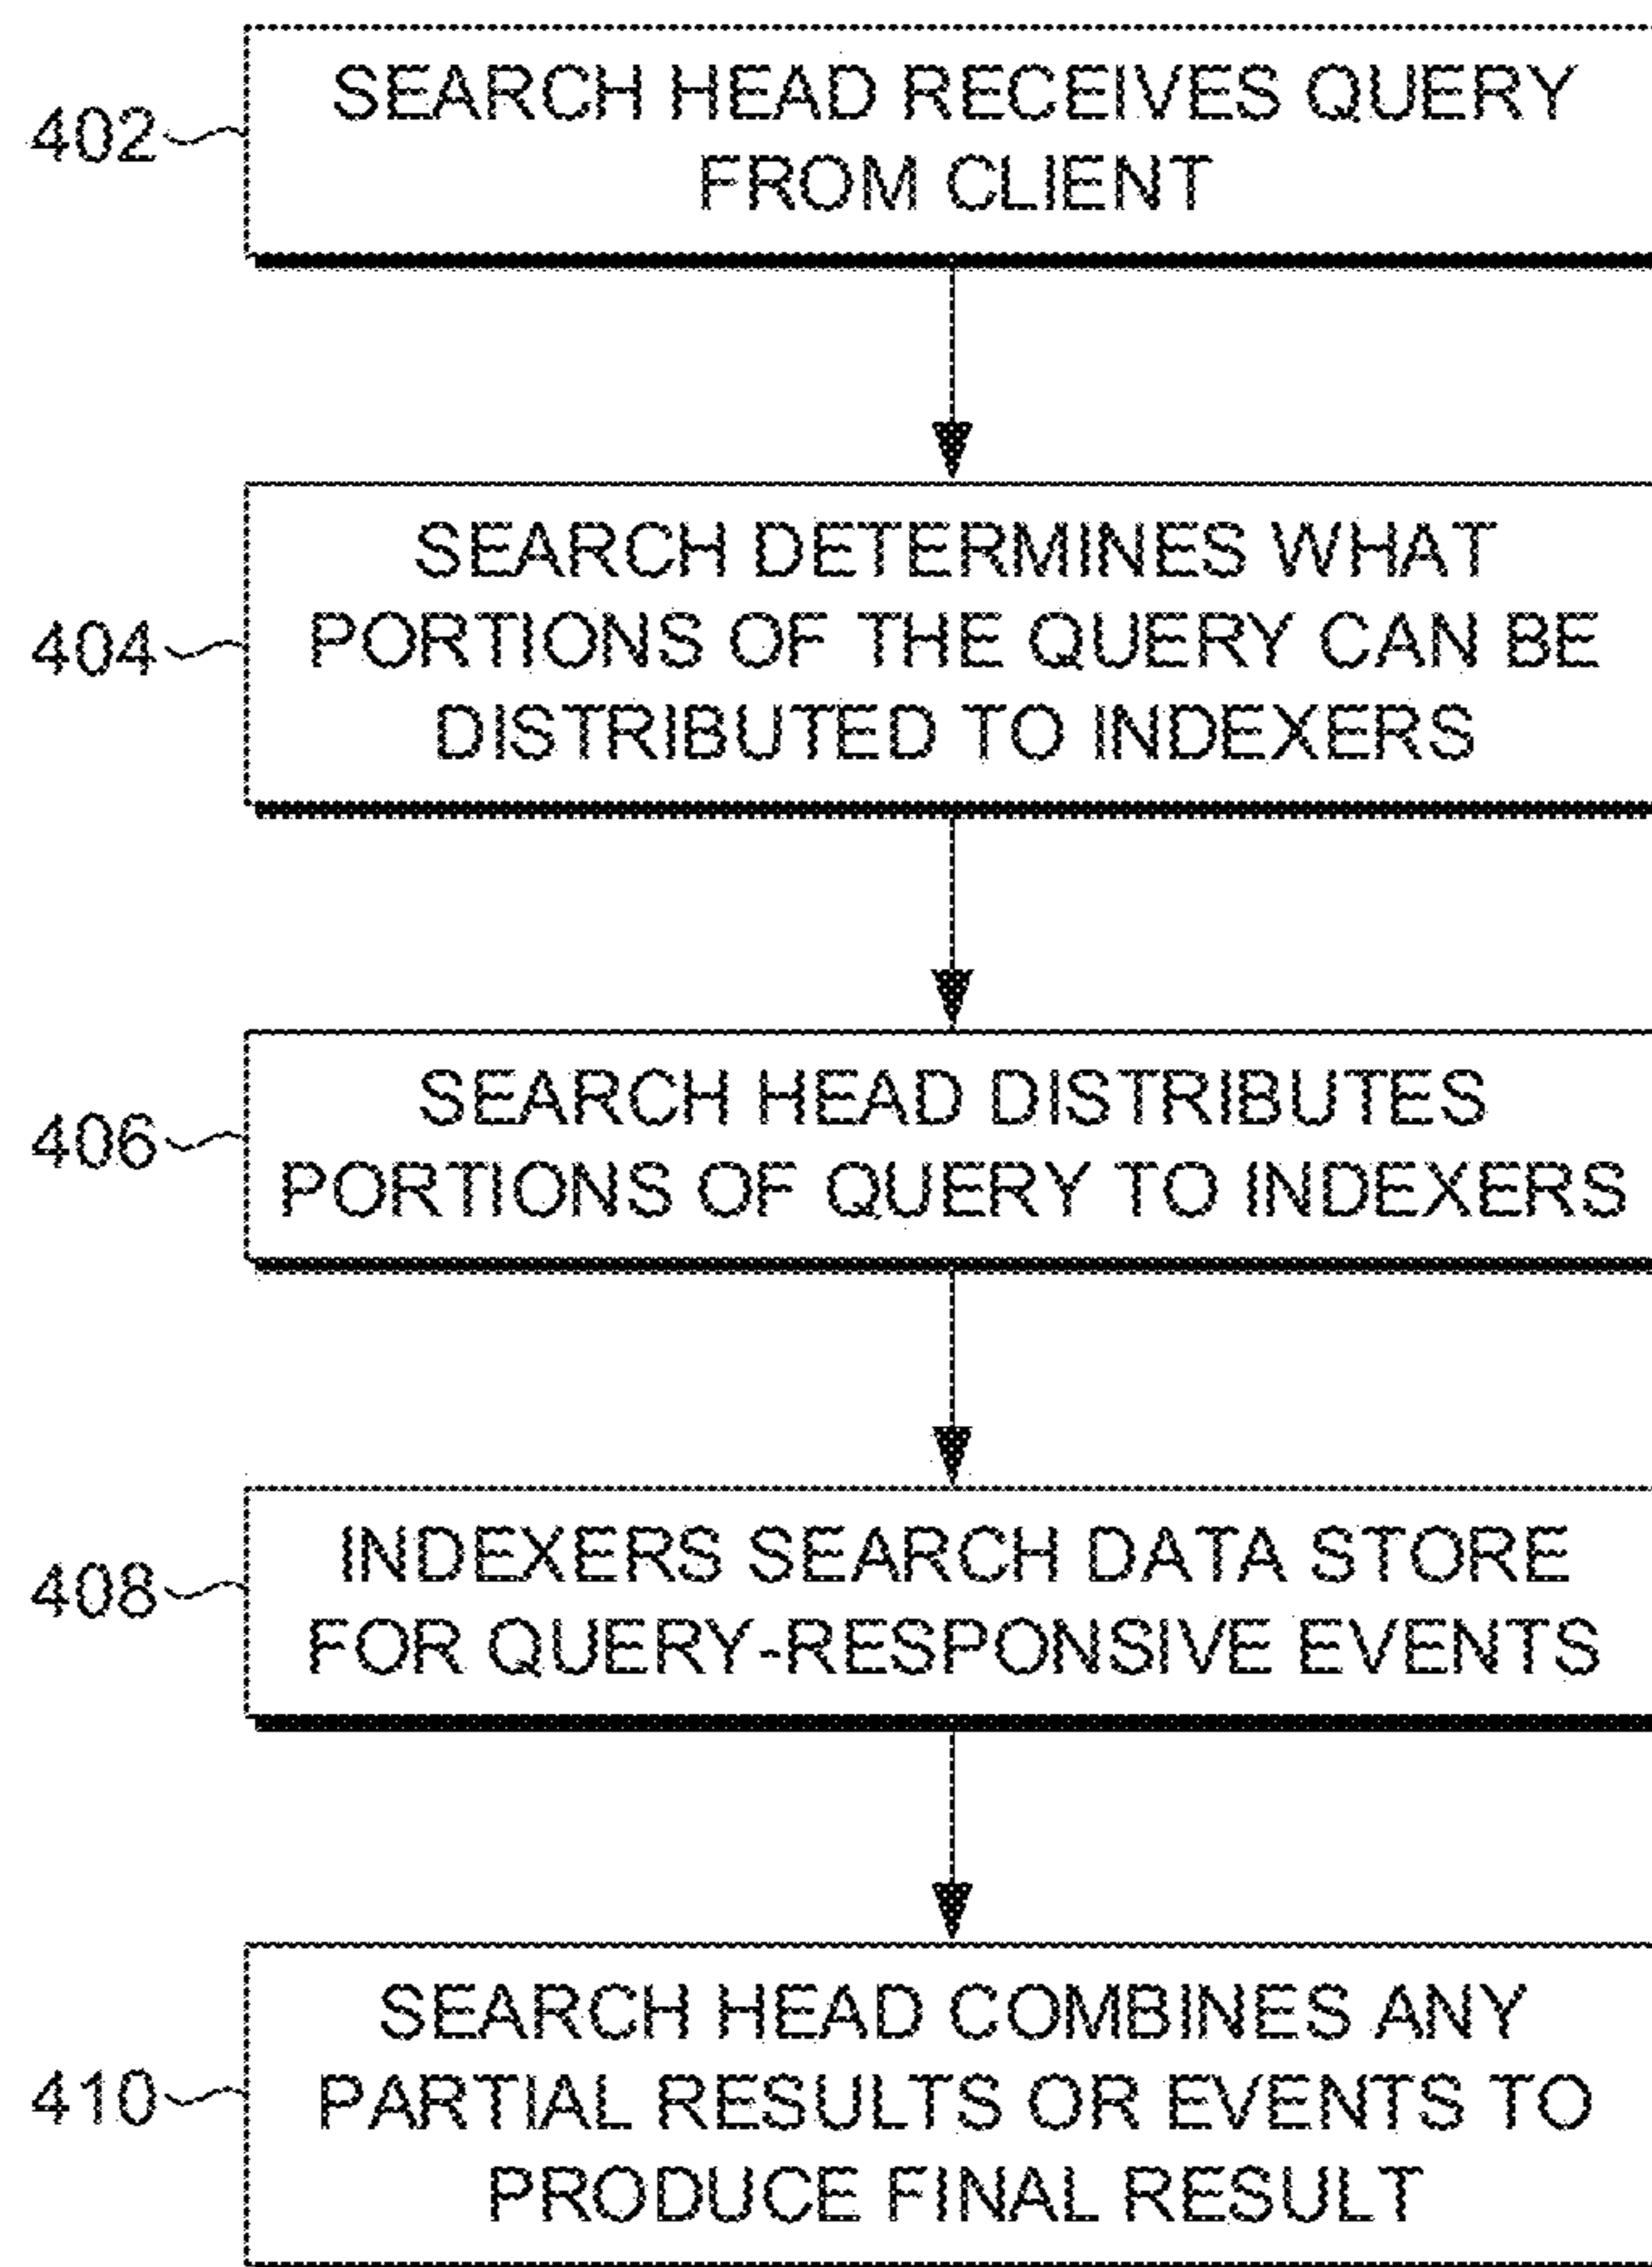 402
SEARCH HEAD RECEIVES QUERY
FROM CLIENT
404
SEARCH DETERMINES WHAT
PORTIONS OF THE QUERY CAN BE
DISTRIBUTED TO INDEXERS
406
SEARCH HEAD DISTRIBUTES
PORTIONS OF QUERY TO INDEXERS
408
INDEXERS SEARCH DATA STORE
FOR QUERY-RESPONSIVE EVENTS
410
SEARCH HEAD COMBINES ANY
PARTIAL RESULTS OR EVENTS TO
PRODUCE FINAL RESULT